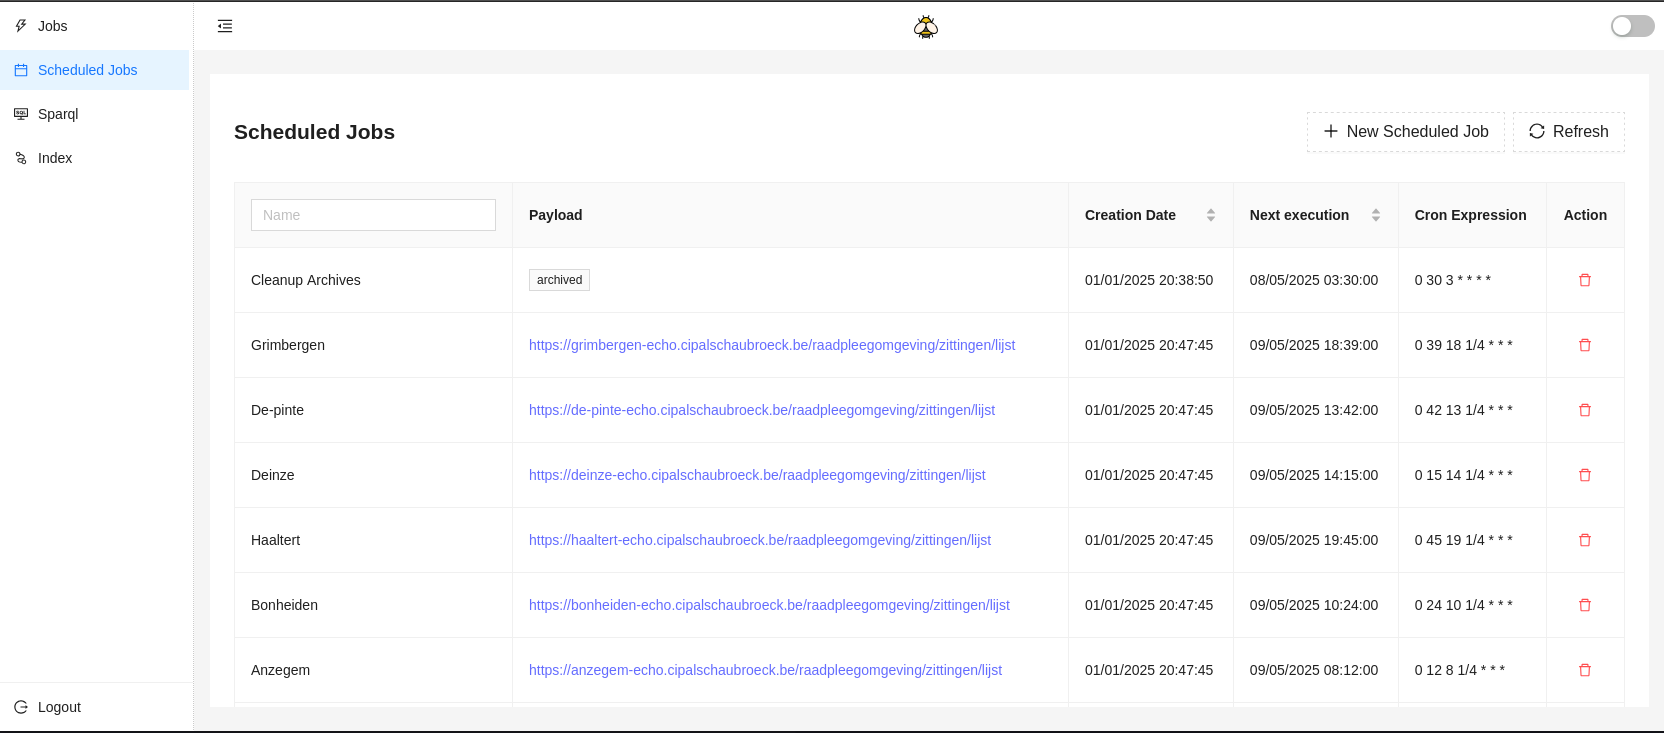 Jobs
Scheduled Jobs
Sparql
Index
Logout
Scheduled Jobs
New Scheduled Job
Refresh
Name Payload Creation Date Next execution Cron Expression Action
Cleanup Archives archived 01/01/2025 20:38:50 08/05/2025 03:30:00 0 30 3 * * * *
Grimbergen https://grimbergen-echo.cipalschaubroeck.be/raadpleegomgeving/zittingen/lijst 01/01/2025 20:47:45 09/05/2025 18:39:00 0 39 18 1/4 * * *
De-pinte https://de-pinte-echo.cipalschaubroeck.be/raadpleegomgeving/zittingen/lijst 01/01/2025 20:47:45 09/05/2025 13:42:00 0 42 13 1/4 * * *
Deinze https://deinze-echo.cipalschaubroeck.be/raadpleegomgeving/zittingen/lijst 01/01/2025 20:47:45 09/05/2025 14:15:00 0 15 14 1/4 * * *
Haaltert https://haaltert-echo.cipalschaubroeck.be/raadpleegomgeving/zittingen/lijst 01/01/2025 20:47:45 09/05/2025 19:45:00 0 45 19 1/4 * * *
Bonheiden https://bonheiden-echo.cipalschaubroeck.be/raadpleegomgeving/zittingen/lijst 01/01/2025 20:47:45 09/05/2025 10:24:00 0 24 10 1/4 * * *
Anzegem https://anzegem-echo.cipalschaubroeck.be/raadpleegomgeving/zittingen/lijst 01/01/2025 20:47:45 09/05/2025 08:12:00 0 12 8 1/4 * * *